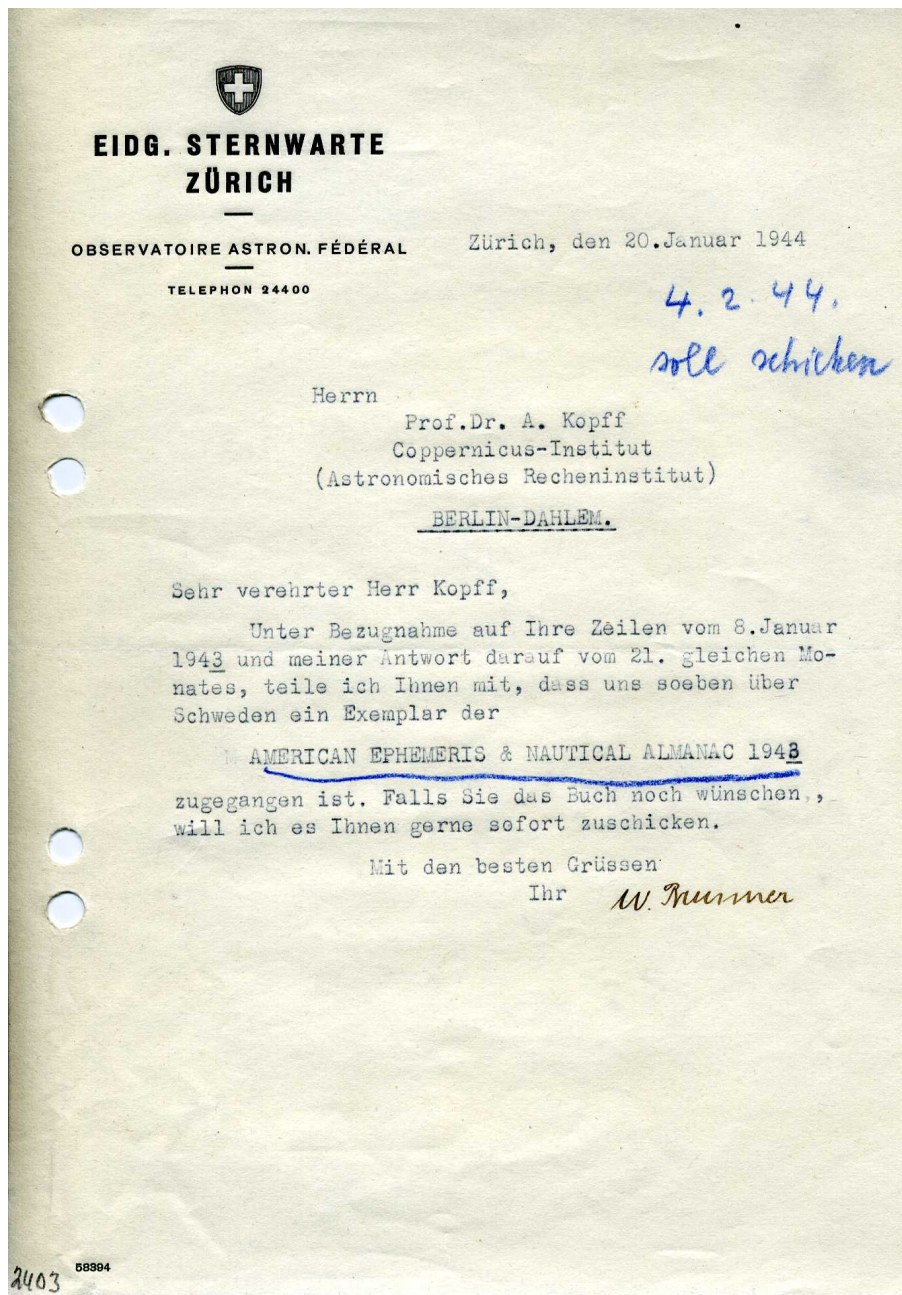 EIDG. STERNWARTE
ZÜRICH
OBSERVATOIRE ASTRON. FÉDÉRAL
TELEPHON 24400
Zürich, den 20.Januar 1944
4. 2. 44.
soll schicken
Herrn
Prof.Dr. A. Kopff
Coppernicus-Institut
(Astronomisches Recheninstitut)
BERLIN-DAHLEM.
Sehr verehrter Herr Kopff,
Unter Bezugnahme auf Ihre Zeilen vom 8.Januar
1943 und meiner Antwort darauf vom 21. gleichen Mo-
nates, teile ich Ihnen mit, dass uns soeben über
Schweden ein Exemplar der
AMERICAN EPHEMERIS & NAUTICAL ALMANAC 1943
zugegangen ist. Falls Sie das Buch noch wünschen,
will ich es Ihnen gerne sofort zuschicken.
Mit den besten Grüssen
Ihr W. Brunner
58394
2403